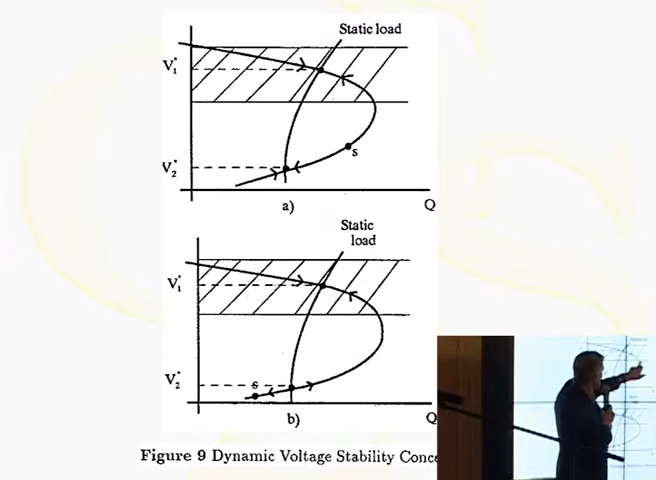 Static load
V₁*
S
V₂*
a)
Q
Static
load
V₁*
V₂*
S
b)
Q
Figure 9 Dynamic Voltage Stability Conce